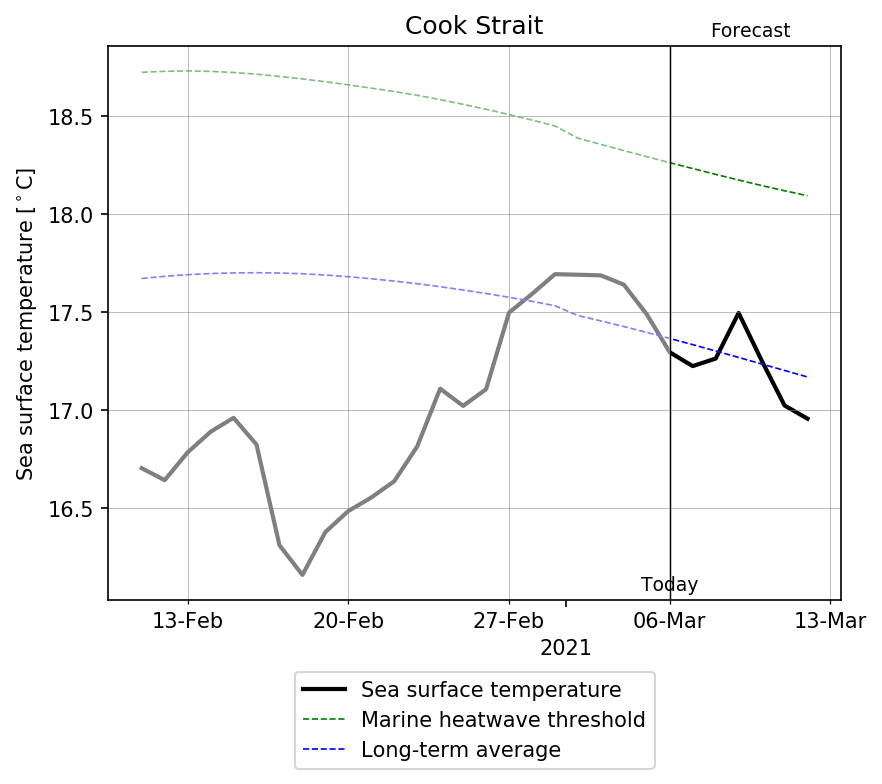 Cook Strait
Forecast
Sea surface temperature [°C]
18.5
18.0
17.5
17.0
16.5
Today
13-Feb
20-Feb
27-Feb
06-Mar
13-Mar
2021
Sea surface temperature
Marine heatwave threshold
Long-term average